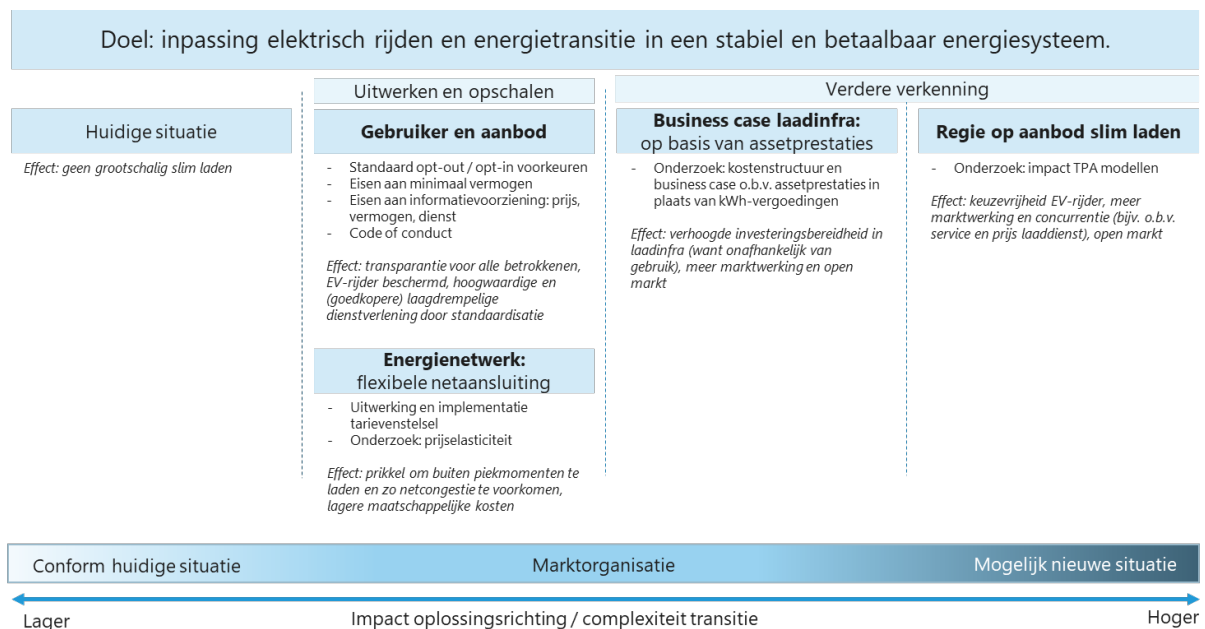 Doel: inpassing elektrisch rijden en energietransitie in een stabiel en betaalbaar energiesysteem.
Uitwerken en opschalen
Verdere verkenning
Huidige situatie
Effect: geen grootschalig slim laden
Gebruiker en aanbod
- Standaard opt-out / opt-in voorkeuren
- Eisen aan minimaal vermogen
- Eisen aan informatievoorziening: prijs,
vermogen, dienst
- Code of conduct
Effect: transparantie voor alle betrokkenen,
EV-rijder beschermd, hoogwaardige en
(goedkopere) laagdrempelige
dienstverlening door standaardisatie
Energienetwerk:
flexibele netaansluiting
- Uitwerking en implementatie
tarievenstelsel
- Onderzoek: prijselasticiteit
Effect: prikkel om buiten piekmomenten te
laden en zo netcongestie te voorkomen,
lagere maatschappelijke kosten
Business case laadinfra:
op basis van assetprestaties
- Onderzoek: kostenstructuur en
business case o.b.v. assetprestaties in
plaats van kWh-vergoedingen
Effect: verhoogde investeringsbereidheid in
laadinfra (want onafhankelijk van
gebruik), meer marktwerking en open
markt
Regie op aanbod slim laden
- Onderzoek: impact TPA modellen
Effect: keuzevrijheid EV-rijder, meer
marktwerking en concurrentie (bijv. o.b.v.
service en prijs laaddienst), open markt
Conform huidige situatie
Marktorganisatie
Mogelijk nieuwe situatie
Lager
Impact oplossingsrichting / complexiteit transitie
Hoger